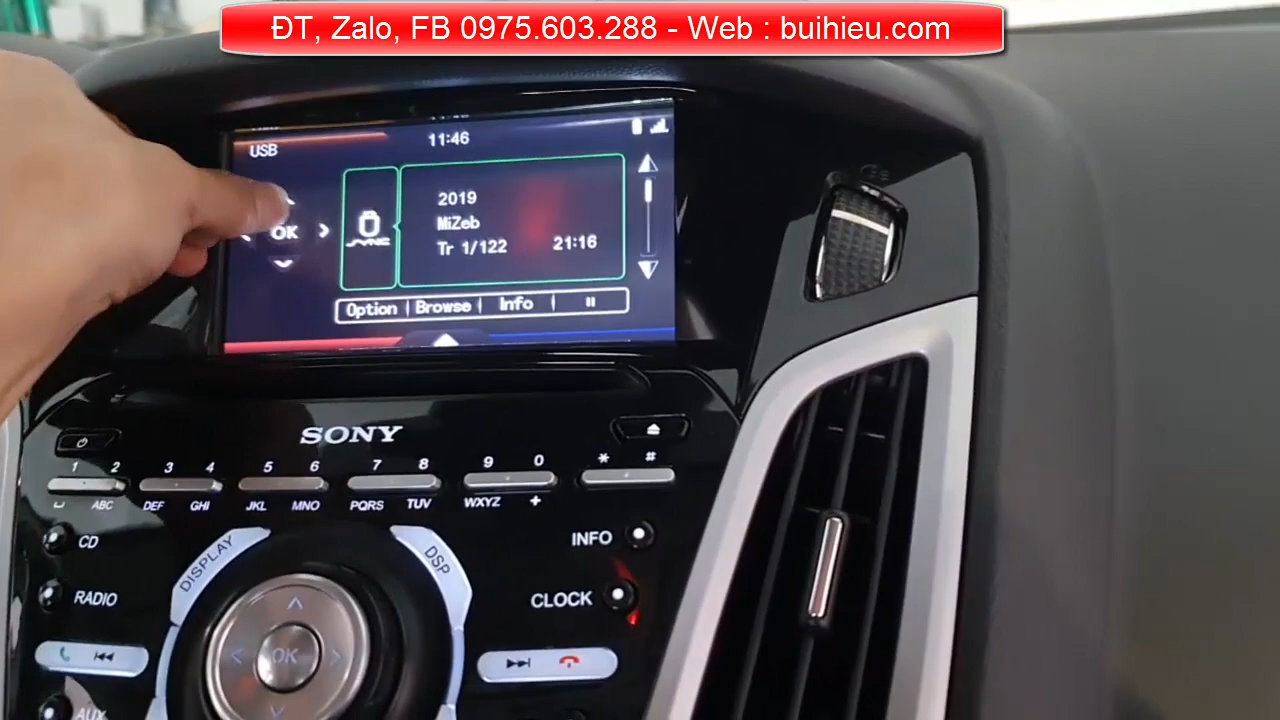 ĐT, Zalo, FB 0975.603.288 - Web : buihieu.com
USB
11:46
OK
SYNC
2019
MiZeb
Tr 1/122
21:16
Option
Browse
Info
SONY
1 2 3 4 5 6 7 8 9 0 * #
ABC DEF GHI JKL MNO PQRS TUV WXYZ +
CD
DISPLAY
DSP
INFO
RADIO
CLOCK
OK
AUX